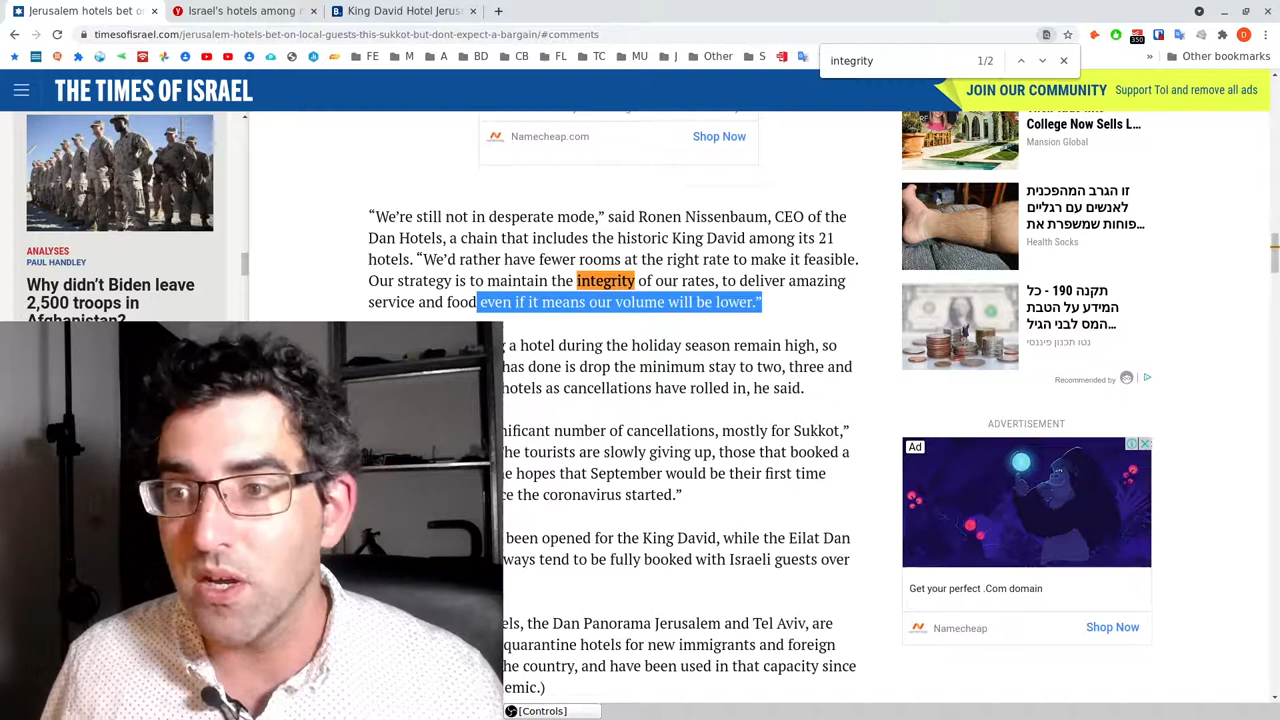 Jerusalem hotels bet o
Israel's hotels among m
King David Hotel Jerus
timesofisrael.com/jerusalem-hotels-bet-on-local-guests-this-sukkot-but-dont-expect-a-bargain/#comments
350
D
FE
M
A
BD
CB
FL
TC
MU
J
Other
S
»
Other bookmarks
integrity
1/2
THE TIMES OF ISRAEL
JOIN OUR COMMUNITY
Support ToI and remove all ads
ANALYSES
PAUL HANDLEY
Why didn’t Biden leave
2,500 troops in
Afghanistan?
Namecheap.com
Shop Now
“We’re still not in desperate mode,” said Ronen Nissenbaum, CEO of the
Dan Hotels, a chain that includes the historic King David among its 21
hotels. “We’d rather have fewer rooms at the right rate to make it feasible.
Our strategy is to maintain the integrity of our rates, to deliver amazing
service and food even if it means our volume will be lower.”
g a hotel during the holiday season remain high, so
has done is drop the minimum stay to two, three and
hotels as cancellations have rolled in, he said.
nificant number of cancellations, mostly for Sukkot,”
he tourists are slowly giving up, those that booked a
e hopes that September would be their first time
ce the coronavirus started.”
been opened for the King David, while the Eilat Dan
ways tend to be fully booked with Israeli guests over
els, the Dan Panorama Jerusalem and Tel Aviv, are
quarantine hotels for new immigrants and foreign
he country, and have been used in that capacity since
emic.)
[Controls]
College Now Sells L…
Mansion Global
זו הגרב המהפכנית
לאנשים עם רגליים
נפוחות שמפרת את…
Health Socks
תקנה 190 - כל
המידע על הטבת
המס לבני הגיל…
נטו תכנון פיננסי
Recommended by
ADVERTISEMENT
Ad
Get your perfect .Com domain
Namecheap
Shop Now